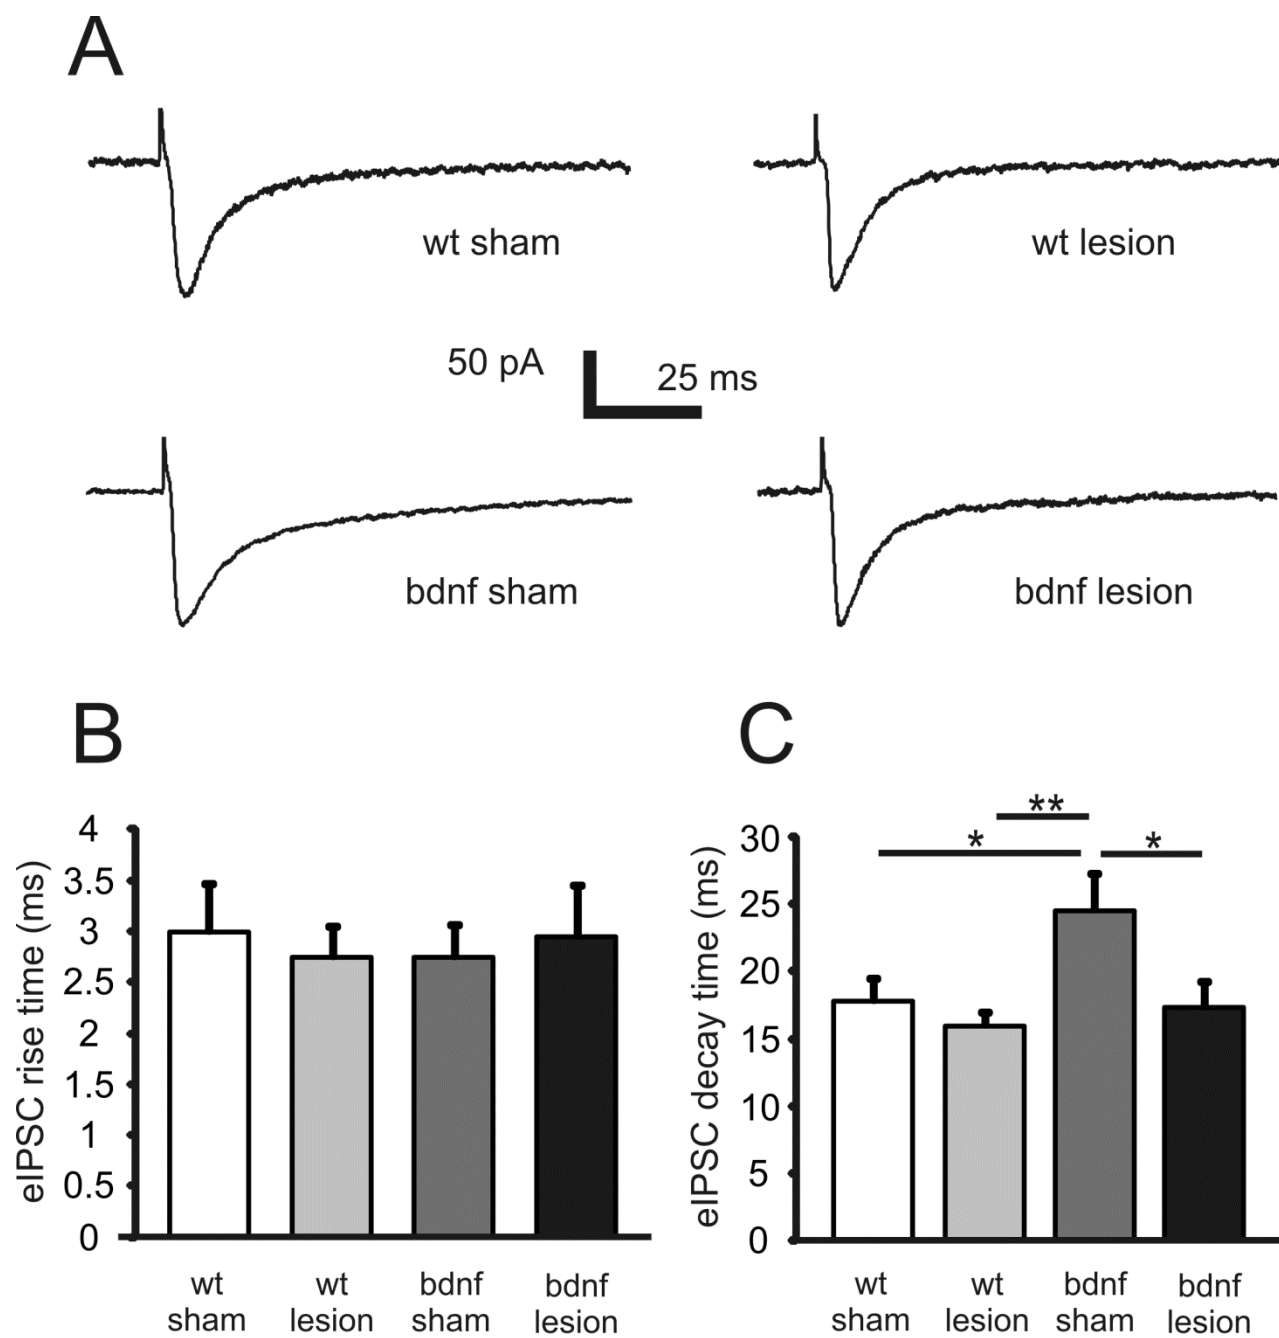 A
wt sham
wt lesion
50 pA
25 ms
bdnf sham
bdnf lesion
B
eIPSC rise time (ms)
4
3.5
3
2.5
2
1.5
1
0.5
0
wt
sham
wt
lesion
bdnf
sham
bdnf
lesion
C
eIPSC decay time (ms)
30
25
20
15
10
5
0
*
**
*
wt
sham
wt
lesion
bdnf
sham
bdnf
lesion